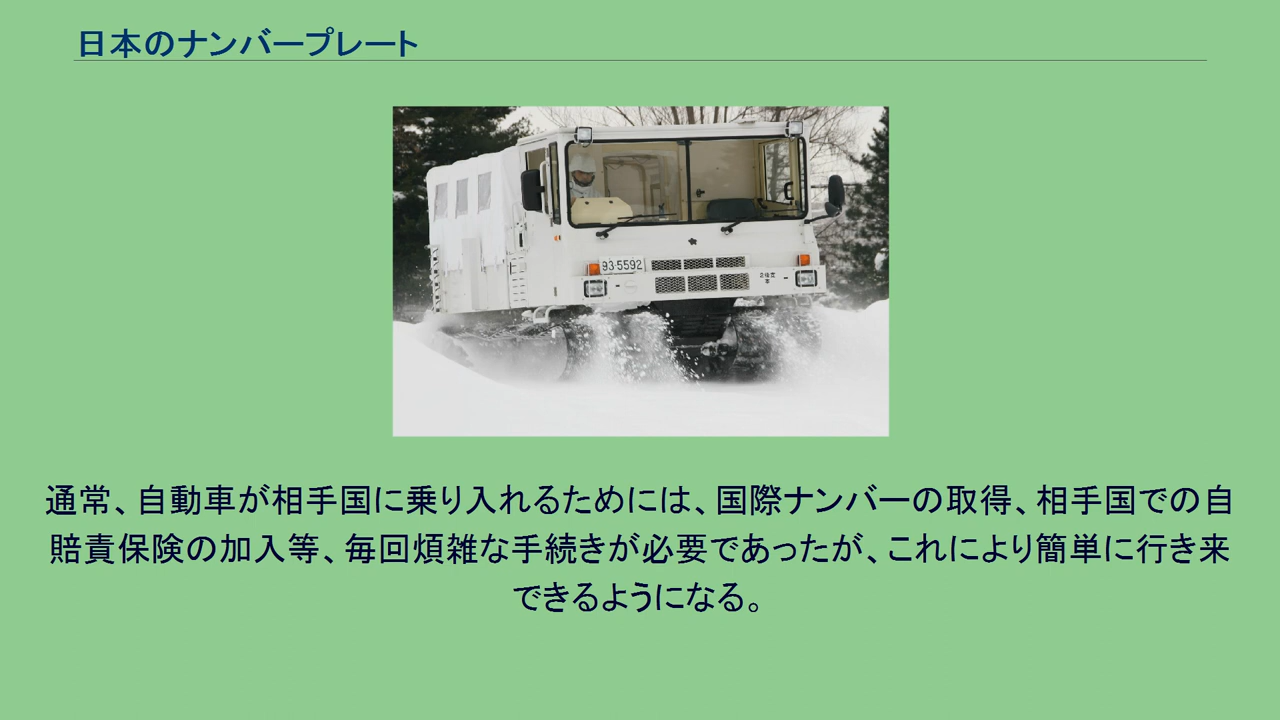 日本のナンバープレート
93-5592
通常、自動車が相手国に乗り入れるためには、国際ナンバーの取得、相手国での自
賠責保険の加入等、毎回煩雑な手続きが必要であったが、これにより簡単に行き来
できるようになる。